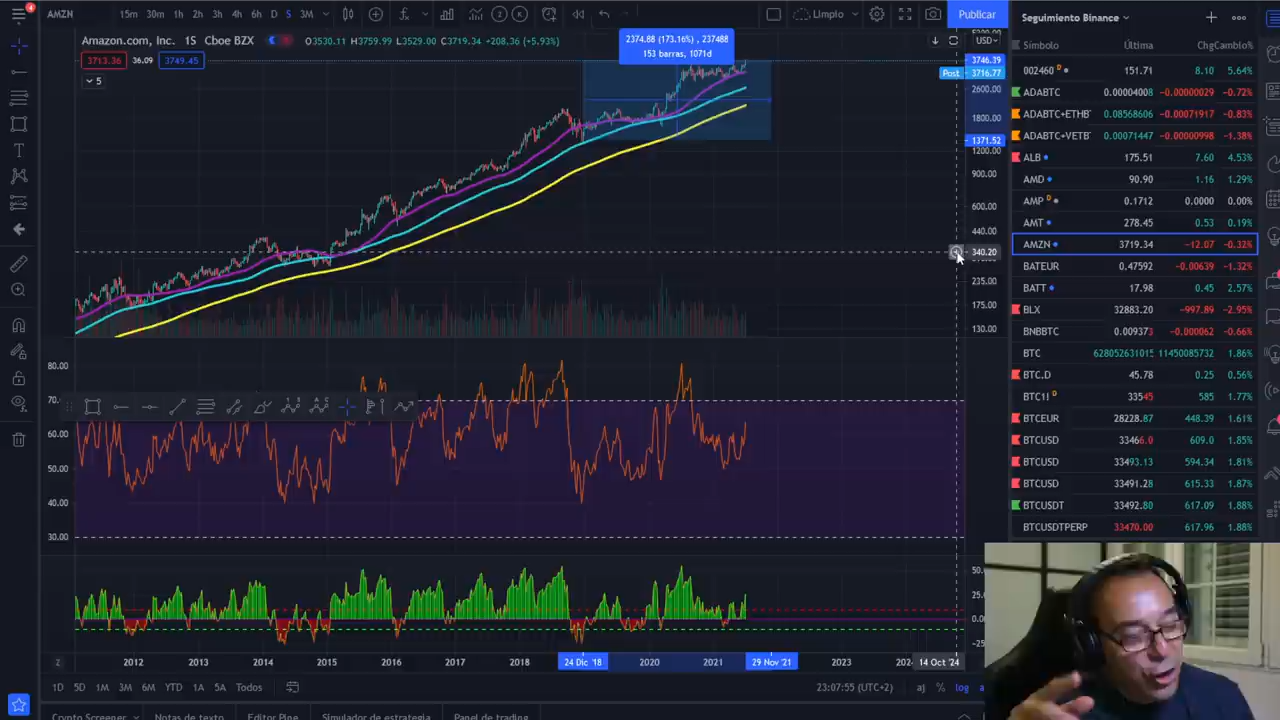 AMZN 15m 30m 1h 2h 3h 4h 6h D S 3M Limpio Publicar
Amazon.com, Inc. 1S Cboe BZX O3530.11 H3759.99 L3529.00 C3719.34 +208.36 (+5.93%)
3713.36 36.09 3749.45
5
2374.88 (173.16%) , 237488
153 barras, 1071d
USD
3746.39
Post 3716.77
2600.00
1800.00
1371.52
1200.00
900.00
600.00
440.00
340.20
235.00
175.00
130.00
80.00
70.
60.00
50.00
40.00
30.00
50.
0.0
-25
2012 2013 2014 2015 2016 2017 2018 24 Dic '18 2020 2021 29 Nov '21 2023 14 Oct '24
1D 5D 1M 3M 6M YTD 1A 5A Todos 23:07:55 (UTC+2) aj % log
Crypto Screener Notas de texto Editor Pine Simulador de estrategia Panel de trading
Seguimiento Binance
Símbolo Última Chg Cambio%
002460 D 151.71 8.10 5.64%
ADABTC 0.00004008 -0.00000029 -0.72%
ADABTC+ETHB 0.08568606 -0.00071917 -0.83%
ADABTC+VETB 0.00071447 -0.00000998 -1.38%
ALB 175.51 7.60 4.53%
AMD 90.90 1.16 1.29%
AMP D 0.1712 0.0000 0.00%
AMT 278.45 0.53 0.19%
AMZN 3719.34 -12.07 -0.32%
BATEUR 0.47592 -0.00639 -1.32%
BATT 17.98 0.45 2.57%
BLX 32883.20 -997.89 -2.95%
BNBBTC 0.009373 -0.000062 -0.66%
BTC 628052631015 11450085732 1.86%
BTC.D 45.78 0.25 0.56%
BTC1! D 33545 585 1.77%
BTCEUR 28228.87 448.39 1.61%
BTCUSD 33466.0 609.0 1.85%
BTCUSD 33493.13 594.34 1.81%
BTCUSD 33491.28 615.33 1.87%
BTCUSDT 33492.80 617.09 1.88%
BTCUSDTPERP 33470.00 617.96 1.88%